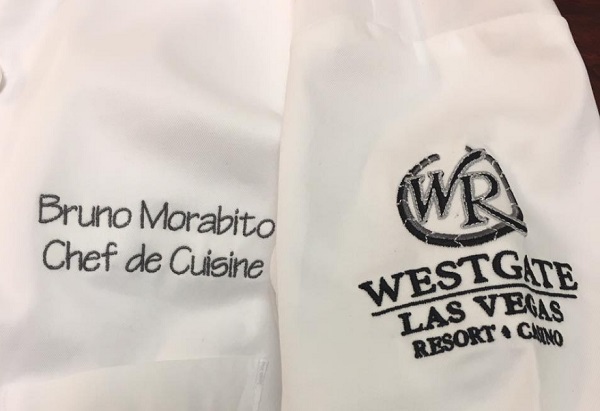 Bruno Morabito
Chef de Cuisine
WR
WESTGATE
LAS VEGAS
RESORT ♦ CASINO